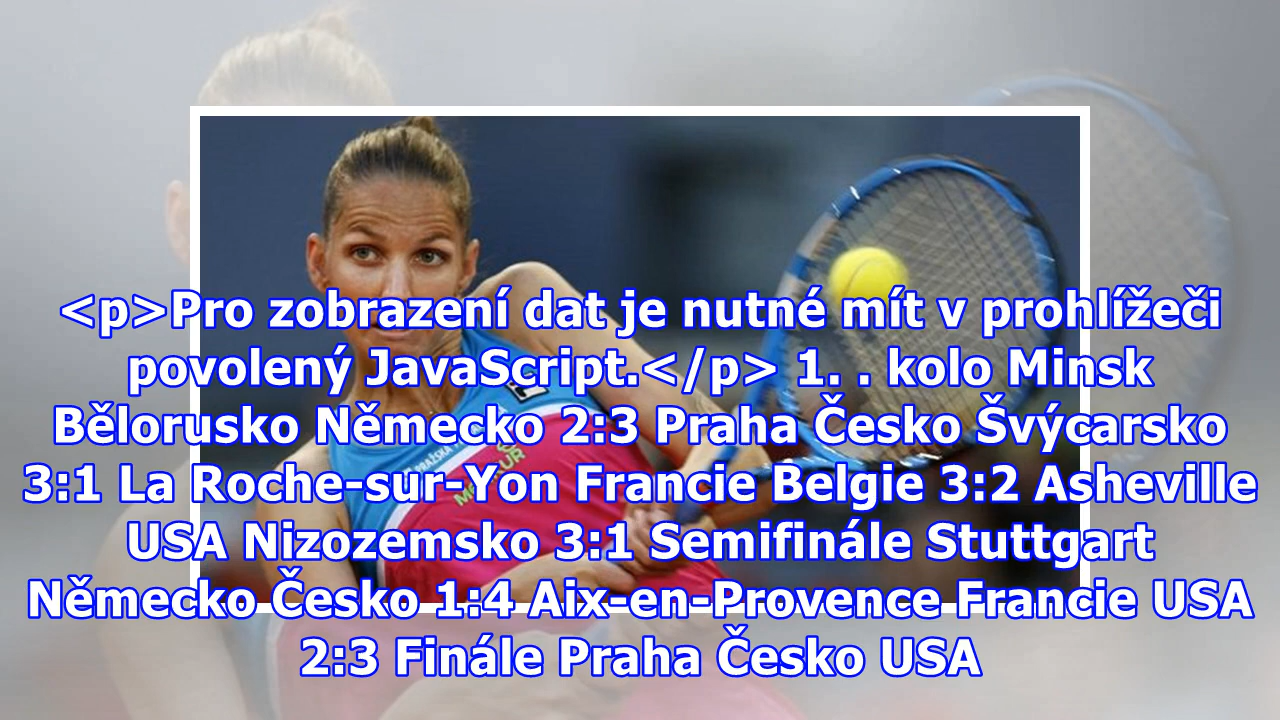 <p>Pro zobrazení dat je nutné mít v prohlížeči
povolený JavaScript.</p> 1. . kolo Minsk
Bělorusko Německo 2:3 Praha Česko Švýcarsko
3:1 La Roche-sur-Yon Francie Belgie 3:2 Asheville
USA Nizozemsko 3:1 Semifinále Stuttgart
Německo Česko 1:4 Aix-en-Provence Francie USA
2:3 Finále Praha Česko USA